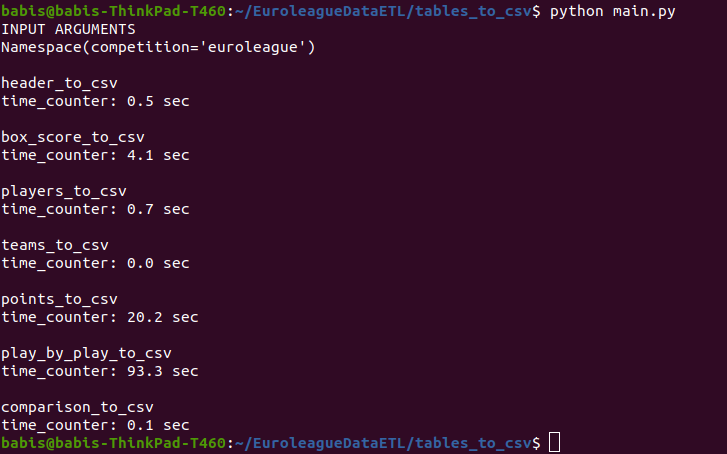 babis@babis-ThinkPad-T460:~/EuroleagueDataETL/tables_to_csv$ python main.py
INPUT ARGUMENTS
Namespace(competition='euroleague')
header_to_csv
time_counter: 0.5 sec
box_score_to_csv
time_counter: 4.1 sec
players_to_csv
time_counter: 0.7 sec
teams_to_csv
time_counter: 0.0 sec
points_to_csv
time_counter: 20.2 sec
play_by_play_to_csv
time_counter: 93.3 sec
comparison_to_csv
time_counter: 0.1 sec
babis@babis-ThinkPad-T460:~/EuroleagueDataETL/tables_to_csv$